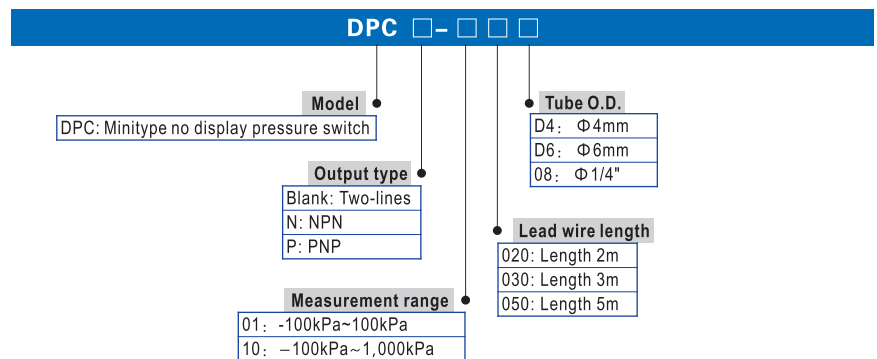 DPC □-□□□
Model
DPC: Minitype no display pressure switch
Output type
Blank: Two-lines
N: NPN
P: PNP
Measurement range
01: -100kPa~100kPa
10: −100kPa~1,000kPa
Lead wire length
020: Length 2m
030: Length 3m
050: Length 5m
Tube O.D.
D4: Φ4mm
D6: Φ6mm
08: Φ1/4"